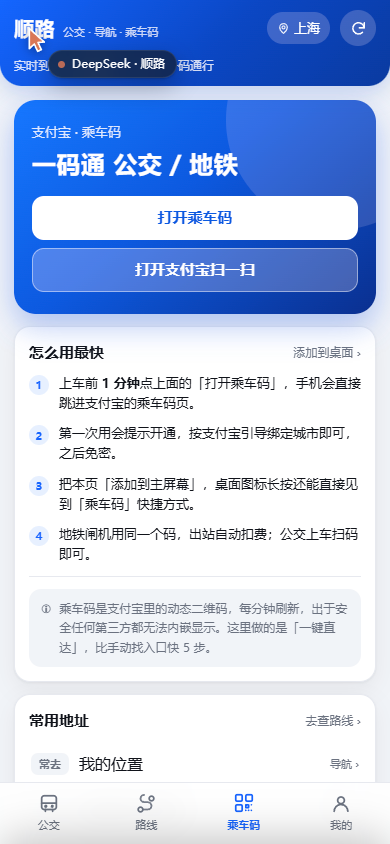 顺路 公交 · 导航 · 乘车码
上海
实时到
DeepSeek · 顺路
码通行
支付宝 · 乘车码
一码通 公交 / 地铁
打开乘车码
打开支付宝扫一扫
怎么用最快
添加到桌面 ›
1 上车前 1 分钟点上面的「打开乘车码」，手机会直接
跳进支付宝的乘车码页。
2 第一次用会提示开通，按支付宝引导绑定城市即可，
之后免密。
3 把本页「添加到主屏幕」，桌面图标长按还能直接见
到「乘车码」快捷方式。
4 地铁闸机用同一个码，出站自动扣费；公交上车扫码
即可。
乘车码是支付宝里的动态二维码，每分钟刷新，出于安
全任何第三方都无法内嵌显示。这里做的是「一键直
达」，比手动找入口快 5 步。
常用地址
去查路线 ›
常去 我的位置
导航 ›
公交
路线
乘车码
我的